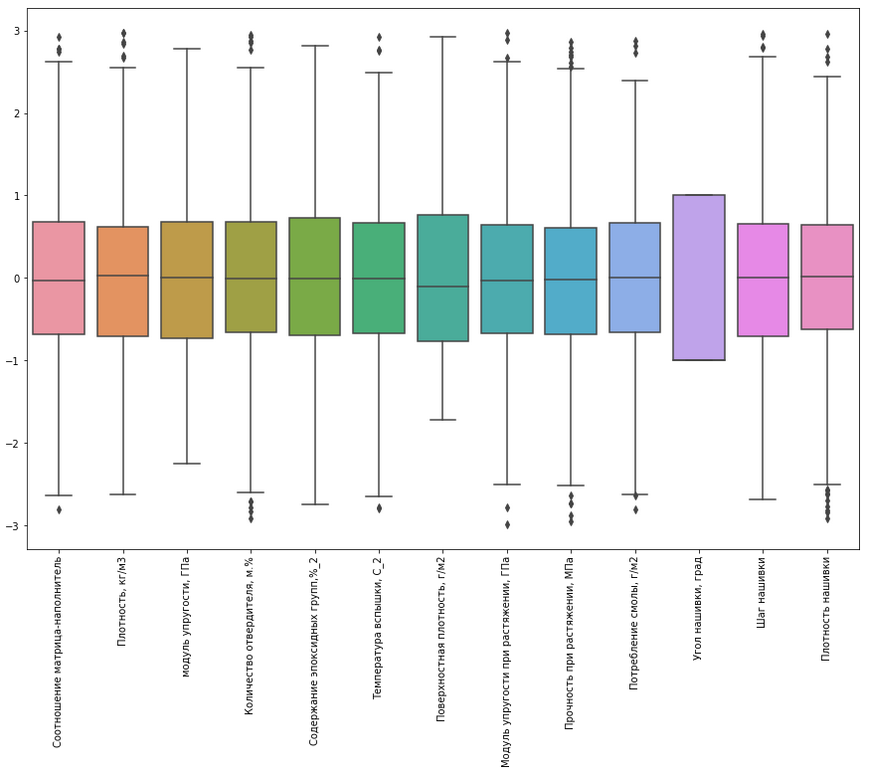 3
2
1
0
−1
−2
−3
Соотношение матрица-наполнитель
Плотность, кг/м3
модуль упругости, ГПа
Количество отвердителя, м.%
Содержание эпоксидных групп,%_2
Температура вспышки, С_2
Поверхностная плотность, г/м2
Модуль упругости при растяжении, ГПа
Прочность при растяжении, МПа
Потребление смолы, г/м2
Угол нашивки, град
Шаг нашивки
Плотность нашивки